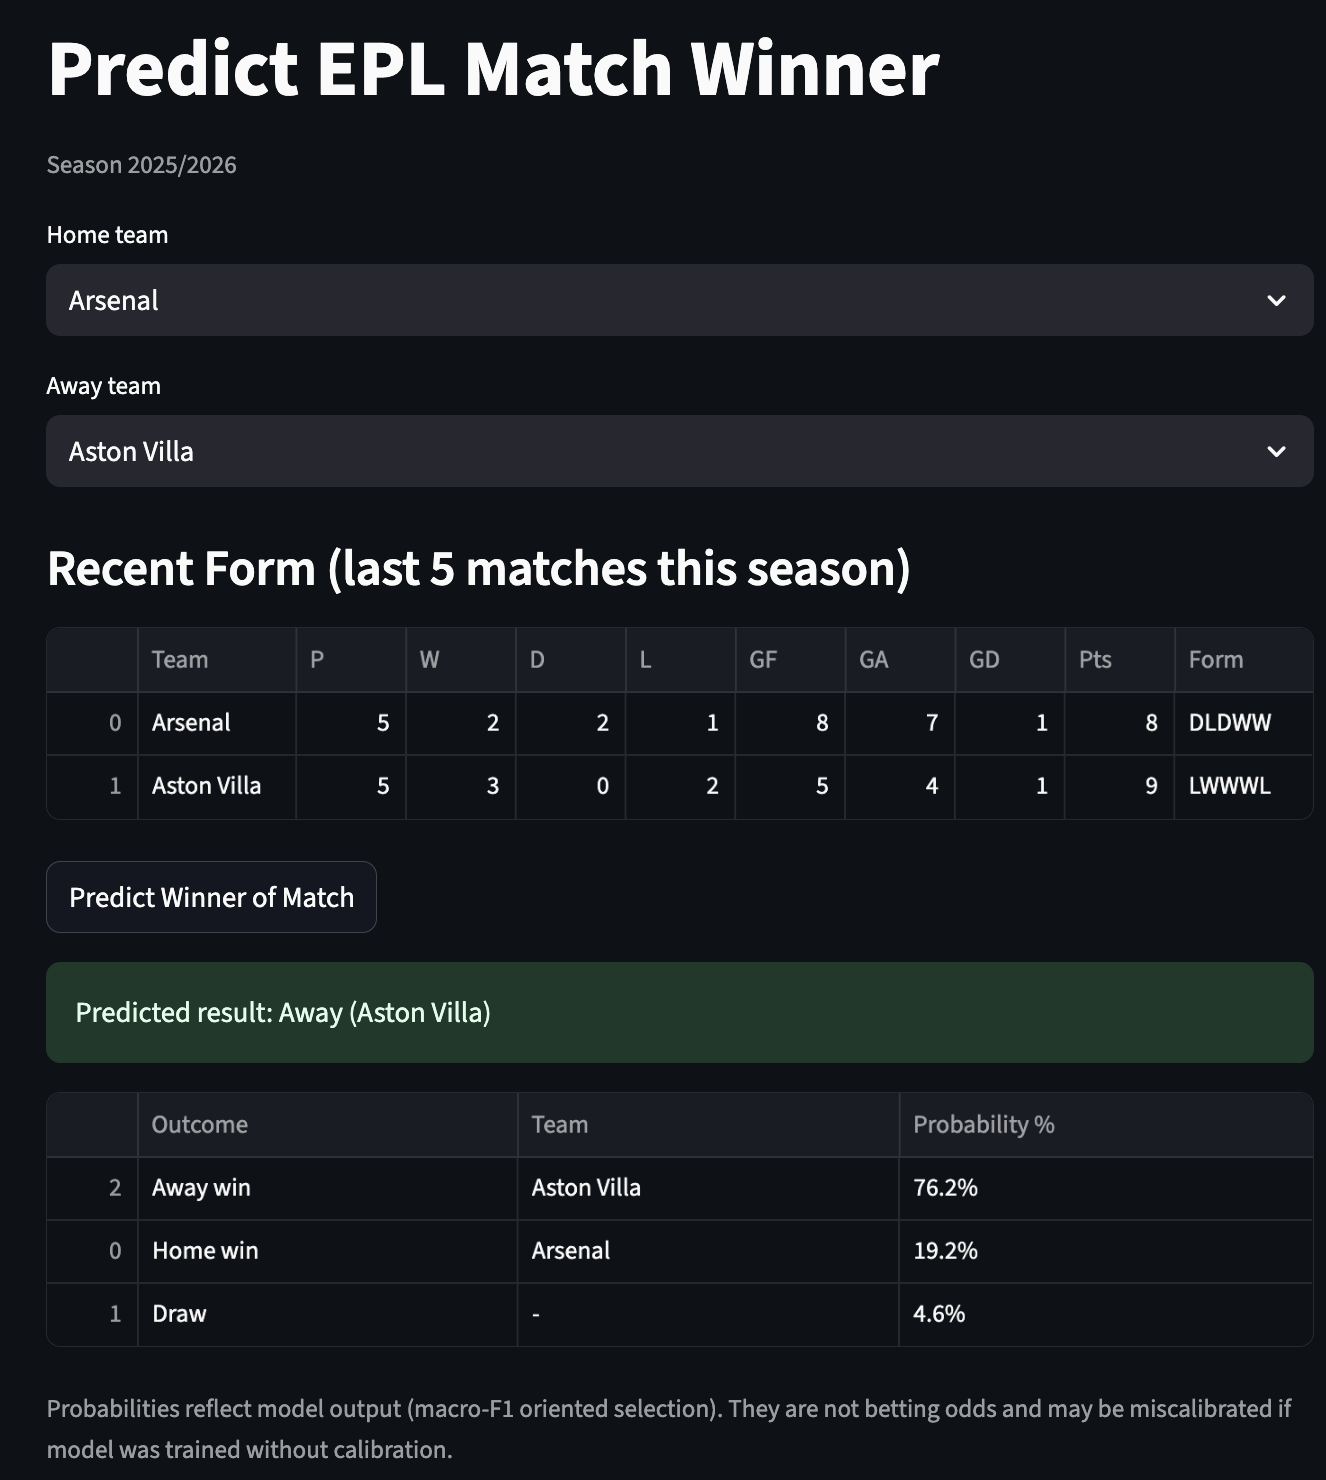 Predict EPL Match Winner
Season 2025/2026
Home team
Arsenal
Away team
Aston Villa
Recent Form (last 5 matches this season)
Team P W D L GF GA GD Pts Form
0 Arsenal 5 2 2 1 8 7 1 8 DLDWW
1 Aston Villa 5 3 0 2 5 4 1 9 LWWWL
Predict Winner of Match
Predicted result: Away (Aston Villa)
Outcome Team Probability %
2 Away win Aston Villa 76.2%
0 Home win Arsenal 19.2%
1 Draw - 4.6%
Probabilities reflect model output (macro-F1 oriented selection). They are not betting odds and may be miscalibrated if
model was trained without calibration.